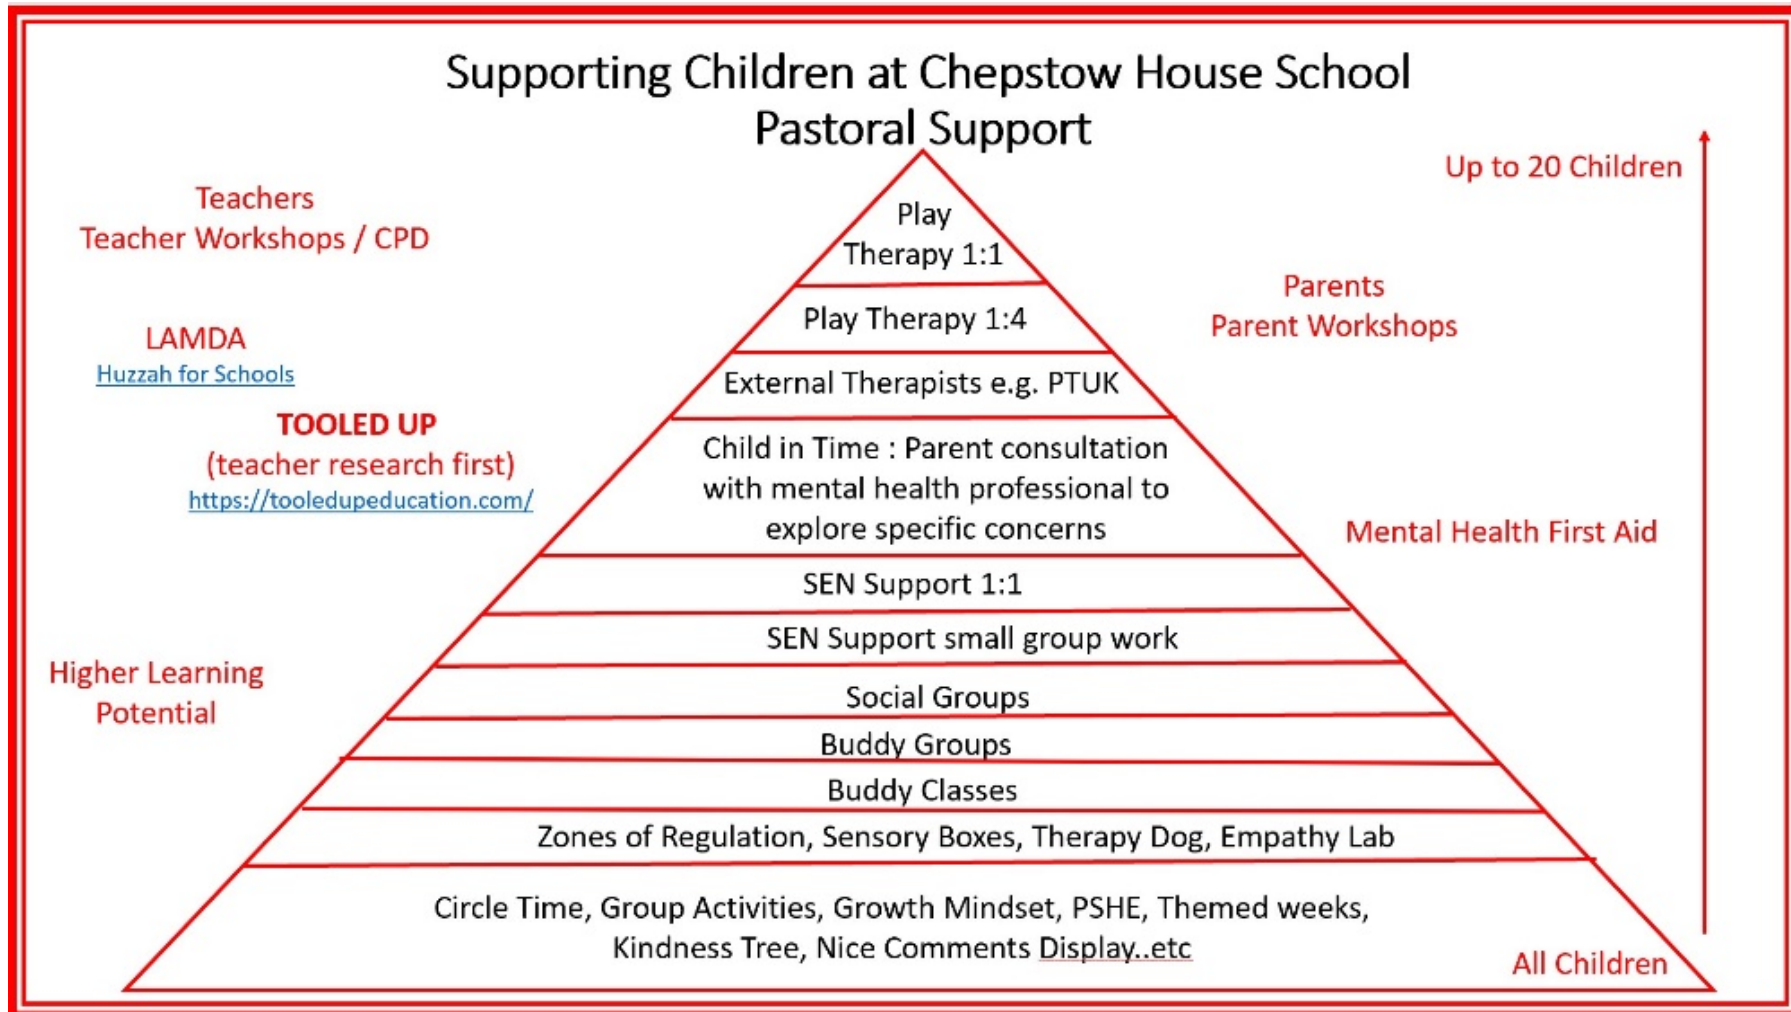 Supporting Children at Chepstow House School
Pastoral Support
Up to 20 Children
Teachers
Teacher Workshops / CPD
Play
Therapy 1:1
Parents
Parent Workshops
Play Therapy 1:4
LAMDA
Huzzah for Schools
External Therapists e.g. PTUK
TOOLED UP
(teacher research first)
https://tooledupeducation.com/
Child in Time : Parent consultation
with mental health professional to
explore specific concerns
Mental Health First Aid
SEN Support 1:1
SEN Support small group work
Higher Learning
Potential
Social Groups
Buddy Groups
Buddy Classes
Zones of Regulation, Sensory Boxes, Therapy Dog, Empathy Lab
Circle Time, Group Activities, Growth Mindset, PSHE, Themed weeks,
Kindness Tree, Nice Comments Display..etc
All Children